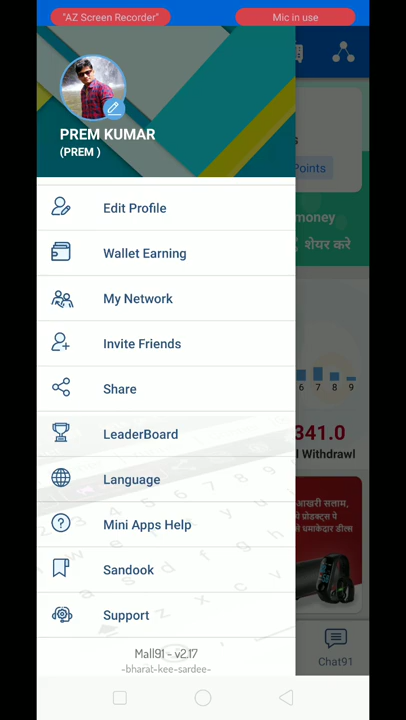 "AZ Screen Recorder"
Mic in use
PREM KUMAR
(PREM )
Points
money
शेयर करे
Edit Profile
Wallet Earning
My Network
Invite Friends
Share
LeaderBoard
Language
Mini Apps Help
Sandook
Support
6 7 8 9
341.0
l Withdrawl
आखरी सलाम,
प्रोडक्ट्स पे
धमाकेदार डील्स
Chat91
Mall91 - v2.17
-bharat-kee-sardee-